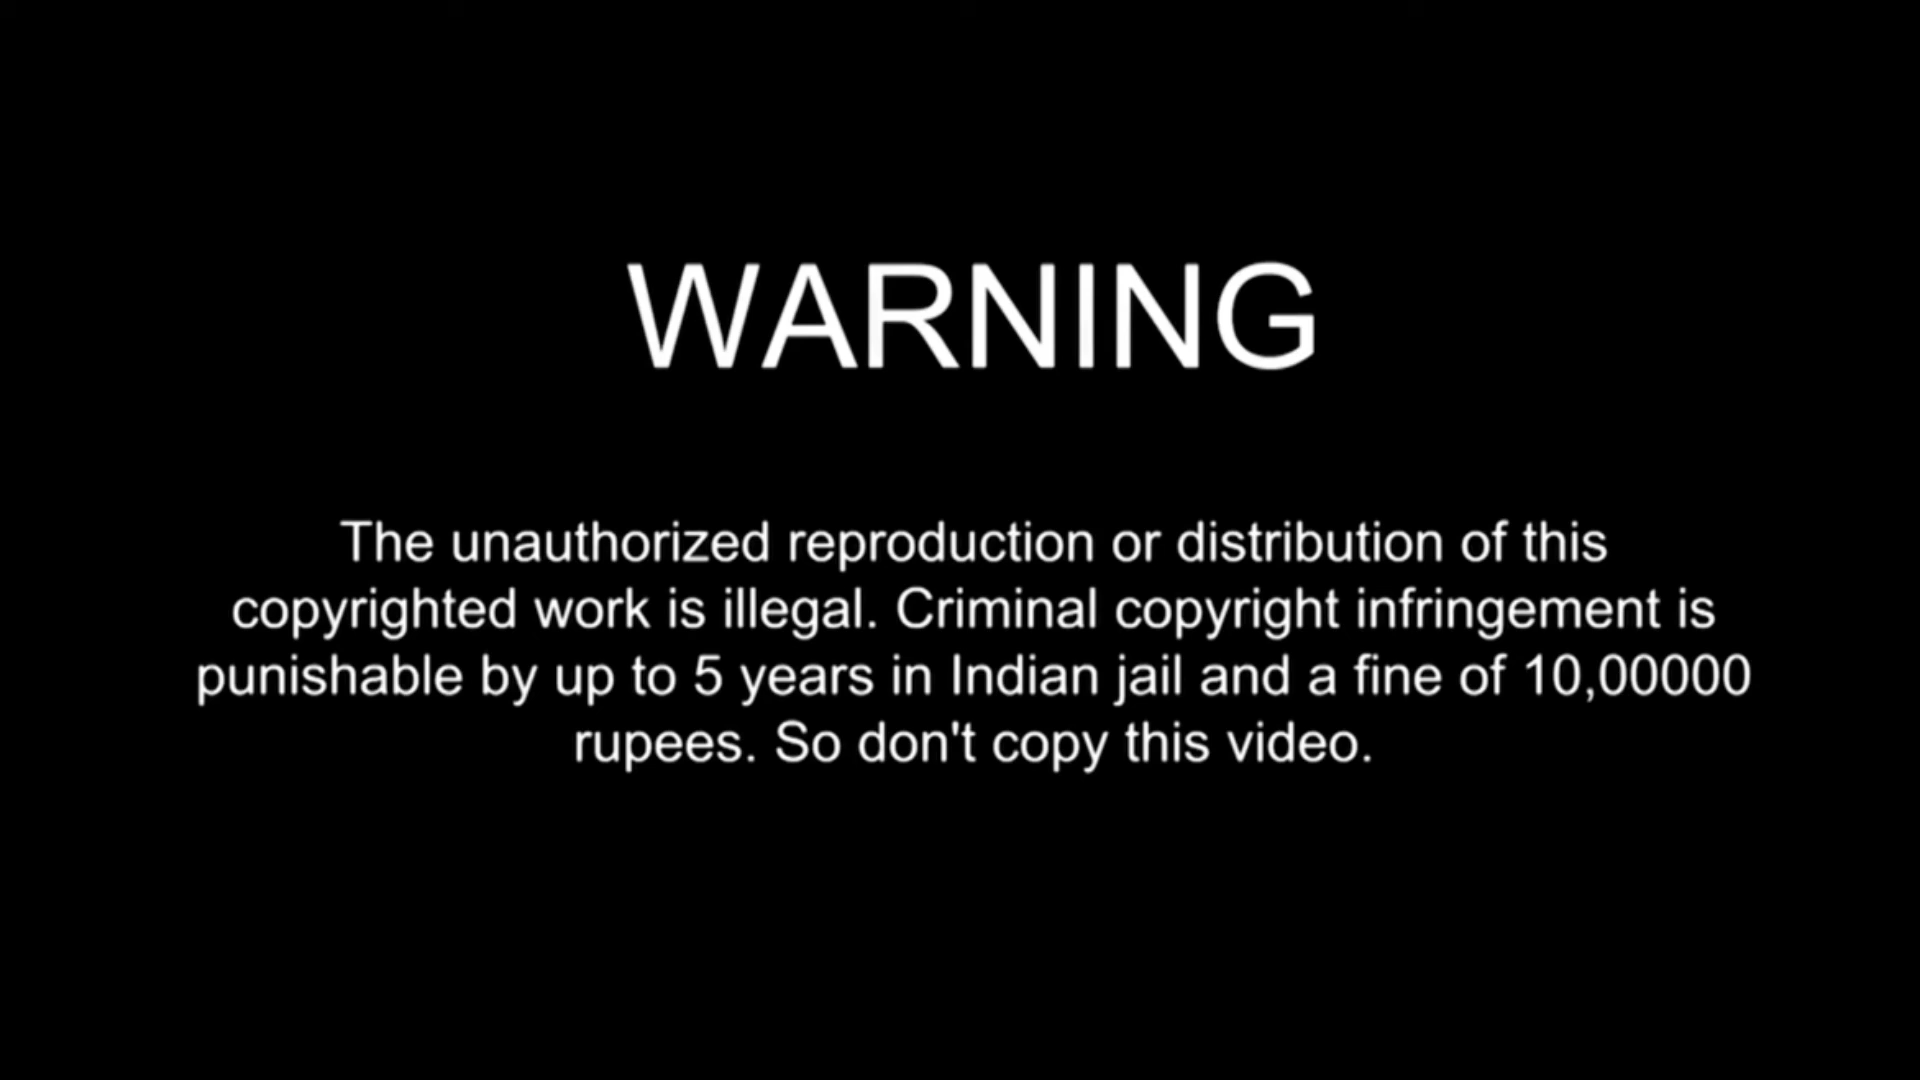 WARNING
The unauthorized reproduction or distribution of this
copyrighted work is illegal. Criminal copyright infringement is
punishable by up to 5 years in Indian jail and a fine of 10,00000
rupees. So don't copy this video.